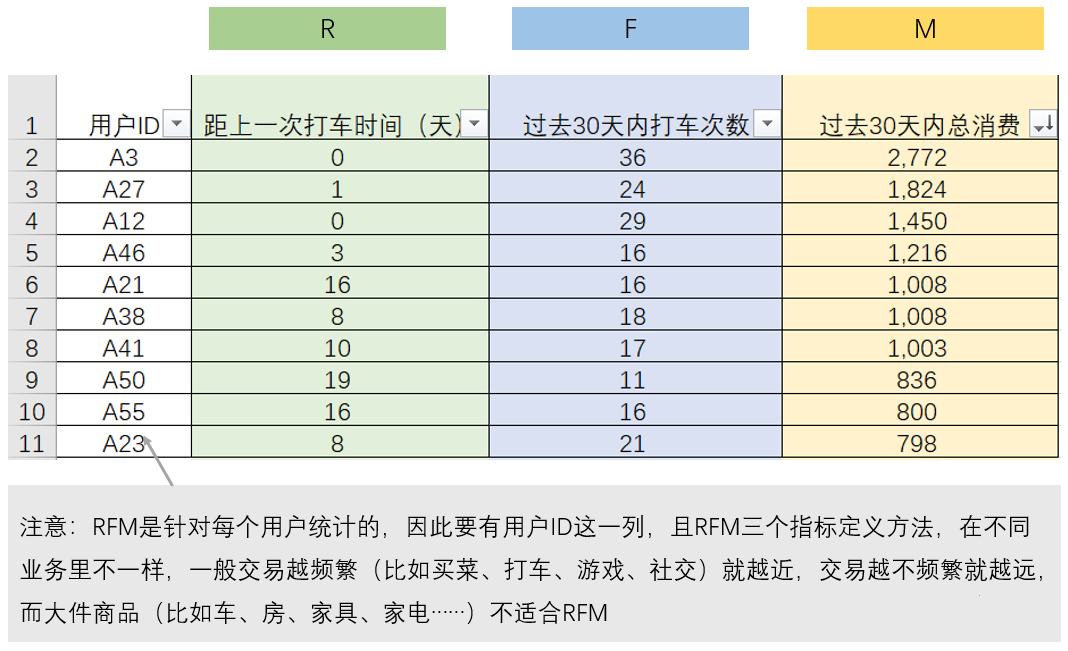 R F M
1 用户ID 距上一次打车时间（天） 过去30天内打车次数 过去30天内总消费
2 A3 0 36 2,772
3 A27 1 24 1,824
4 A12 0 29 1,450
5 A46 3 16 1,216
6 A21 16 16 1,008
7 A38 8 18 1,008
8 A41 10 17 1,003
9 A50 19 11 836
10 A55 16 16 800
11 A23 8 21 798
注意：RFM是针对每个用户统计的，因此要有用户ID这一列，且RFM三个指标定义方法，在不同
业务里不一样，一般交易越频繁（比如买菜、打车、游戏、社交）就越近，交易越不频繁就越远，
而大件商品（比如车、房、家具、家电……）不适合RFM